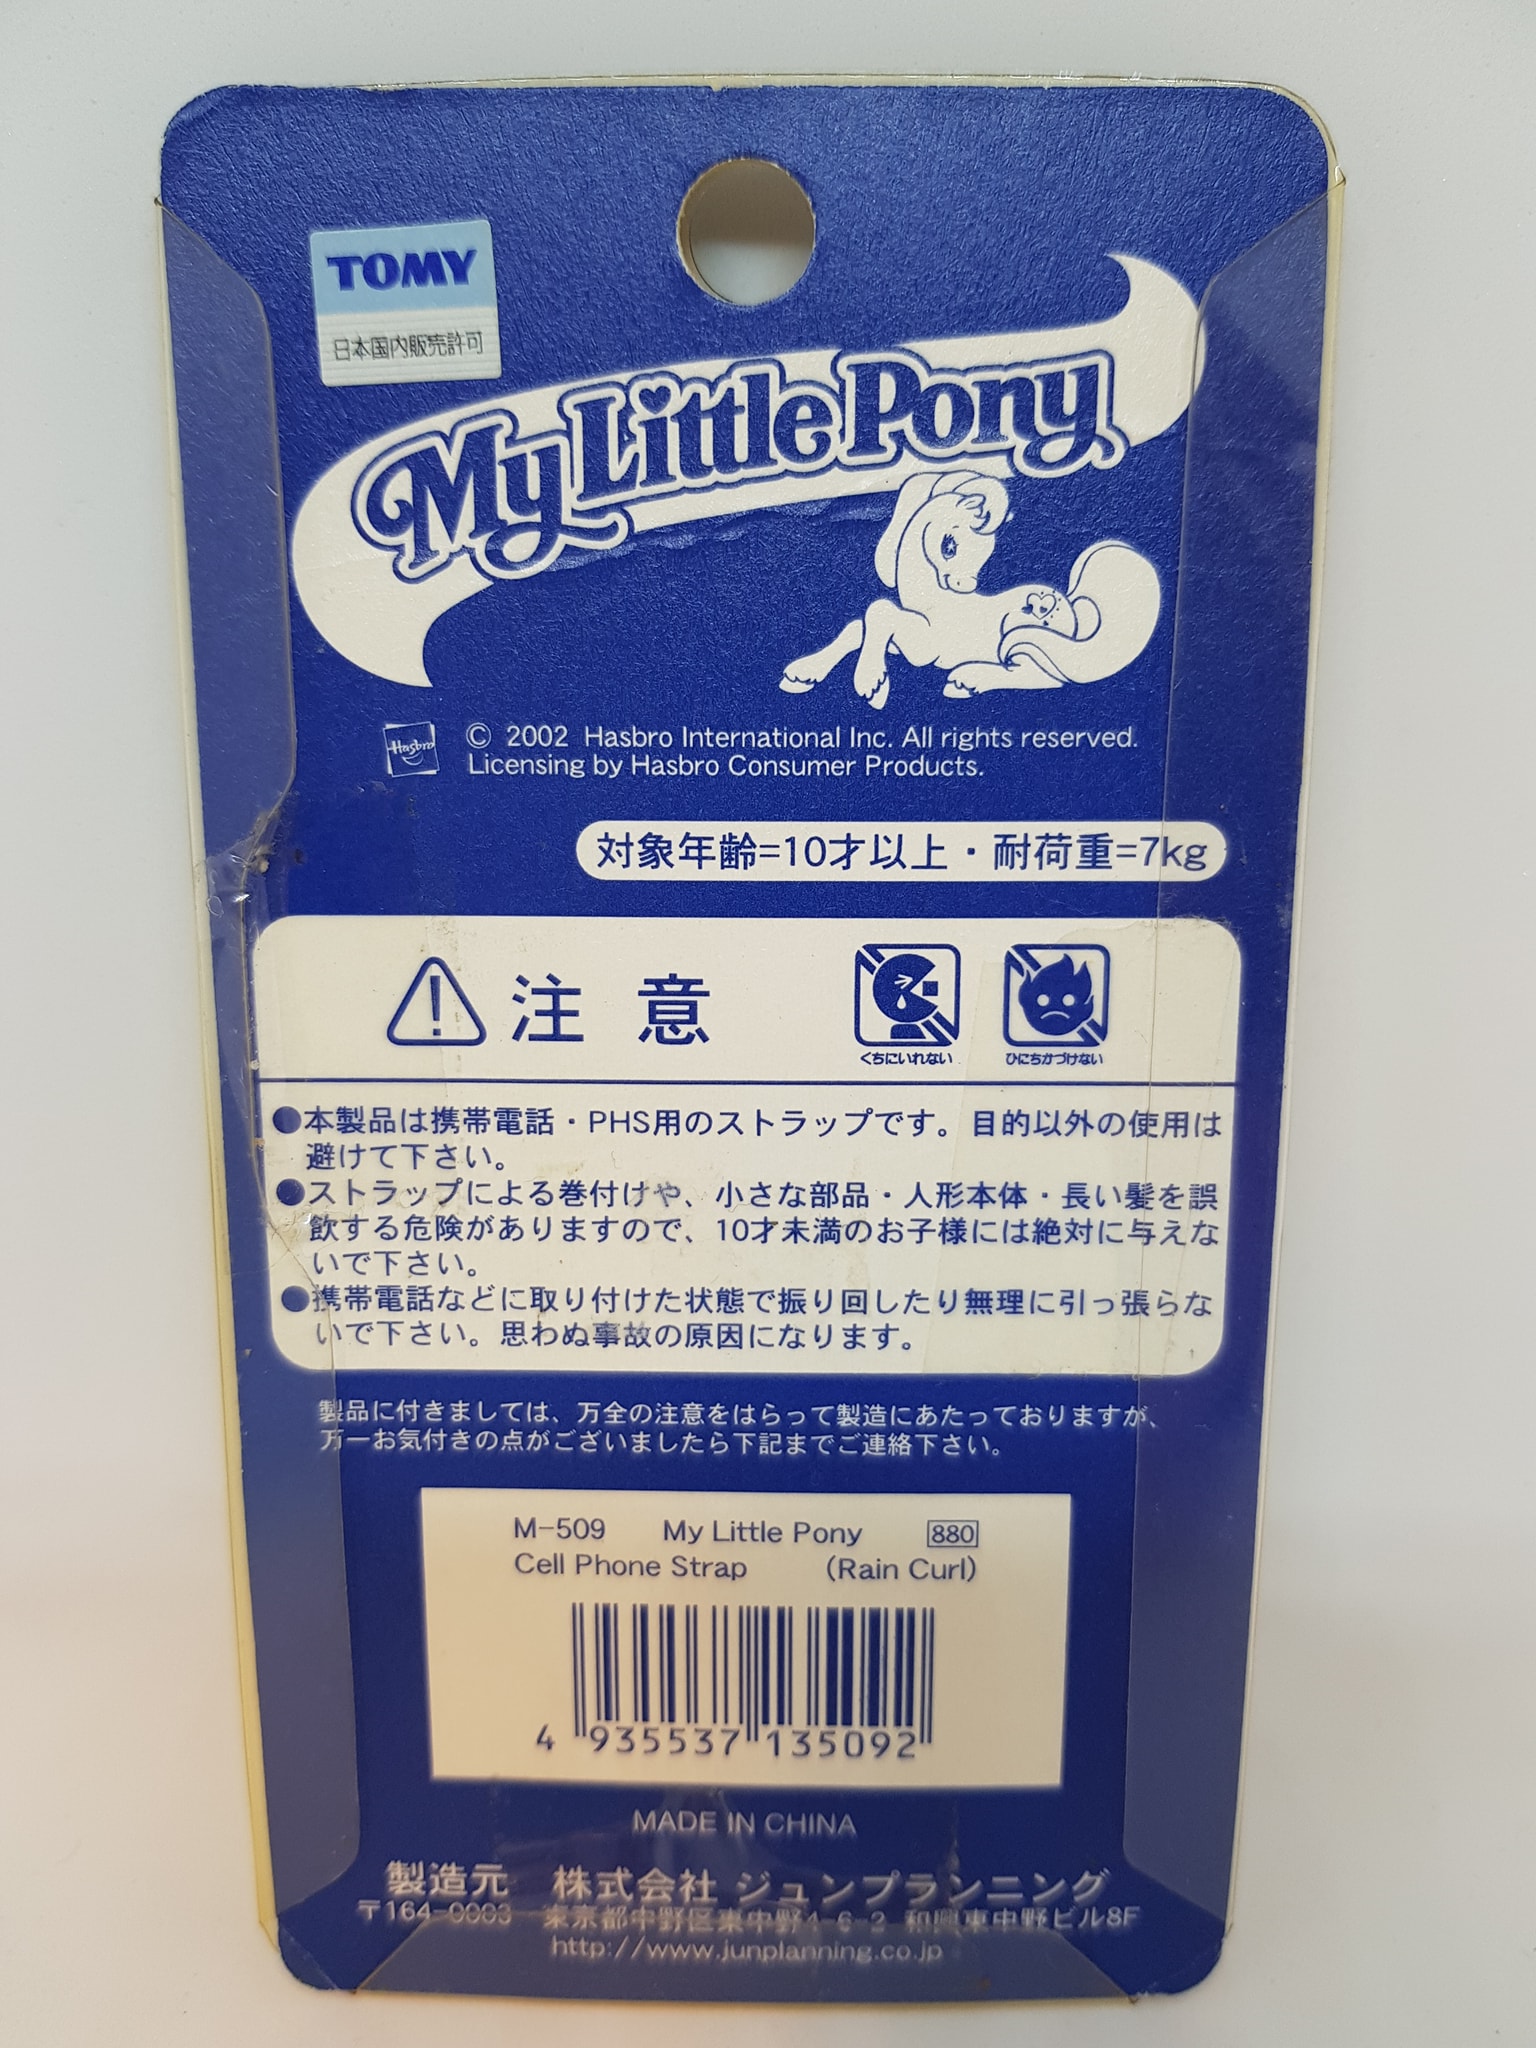 TOMY
日本国内販売許可
My Little Pony
Hasbro
© 2002 Hasbro International Inc. All rights reserved.
Licensing by Hasbro Consumer Products.
対象年齢=10才以上・耐荷重=7kg
注意
くちにいれない
ひにちかづけない
●本製品は携帯電話・PHS用のストラップです。目的以外の使用は
避けて下さい。
●ストラップによる巻付けや、小さな部品・人形本体・長い髪を誤
飲する危険がありますので、10才未満のお子様には絶対に与えな
いで下さい。
●携帯電話などに取り付けた状態で振り回したり無理に引っ張らな
いで下さい。思わぬ事故の原因になります。
製品に付きましては、万全の注意をはらって製造にあたっておりますが、
万一お気付きの点がございましたら下記までご連絡下さい。
M-509 My Little Pony 880
Cell Phone Strap (Rain Curl)
4 935537 135092
MADE IN CHINA
製造元 株式会社 ジュンプランニング
〒164-0003 東京都中野区東中野4-6-2 和興東中野ビル8F
http://www.junplanning.co.jp